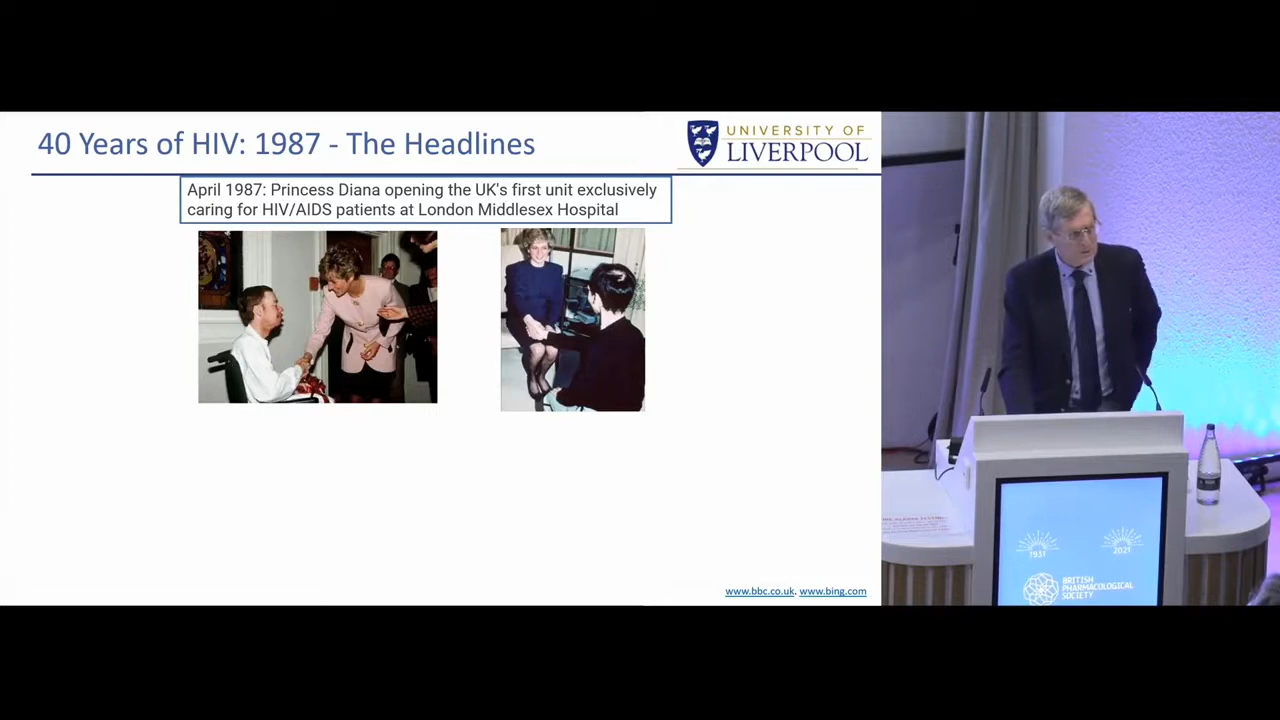 40 Years of HIV: 1987 - The Headlines
UNIVERSITY OF
LIVERPOOL
April 1987: Princess Diana opening the UK's first unit exclusively
caring for HIV/AIDS patients at London Middlesex Hospital
www.bbc.co.uk. www.bing.com
1931
2021
BRITISH
PHARMACOLOGICAL
SOCIETY